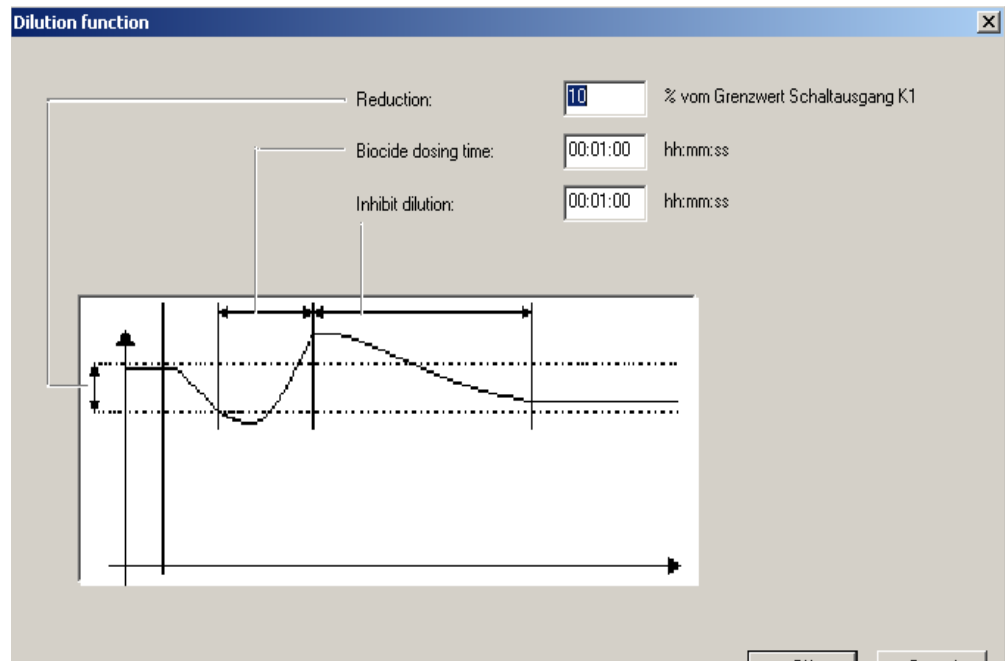 Dilution function
Reduction: 10 % vom Grenzwert Schaltausgang K1
Biocide dosing time: 00:01:00 hh:mm:ss
Inhibit dilution: 00:01:00 hh:mm:ss